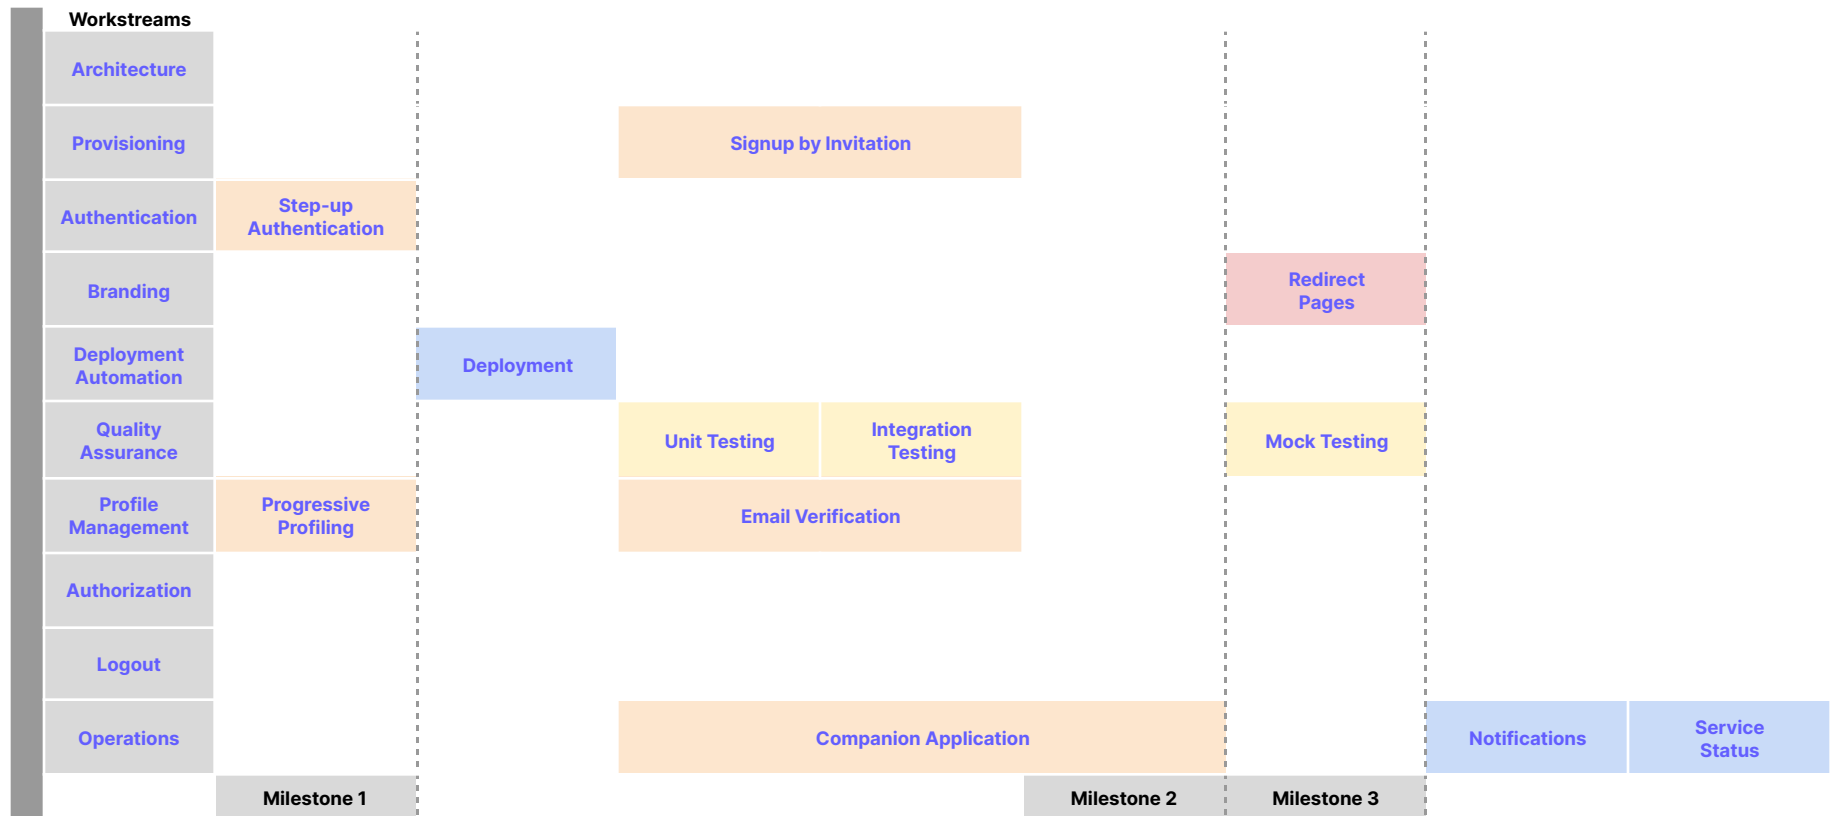 Workstreams
Architecture
Provisioning
Signup by Invitation
Authentication
Step-up
Authentication
Branding
Redirect
Pages
Deployment
Automation
Deployment
Quality
Assurance
Unit Testing
Integration
Testing
Mock Testing
Profile
Management
Progressive
Profiling
Email Verification
Authorization
Logout
Operations
Companion Application
Notifications
Service
Status
Milestone 1
Milestone 2
Milestone 3